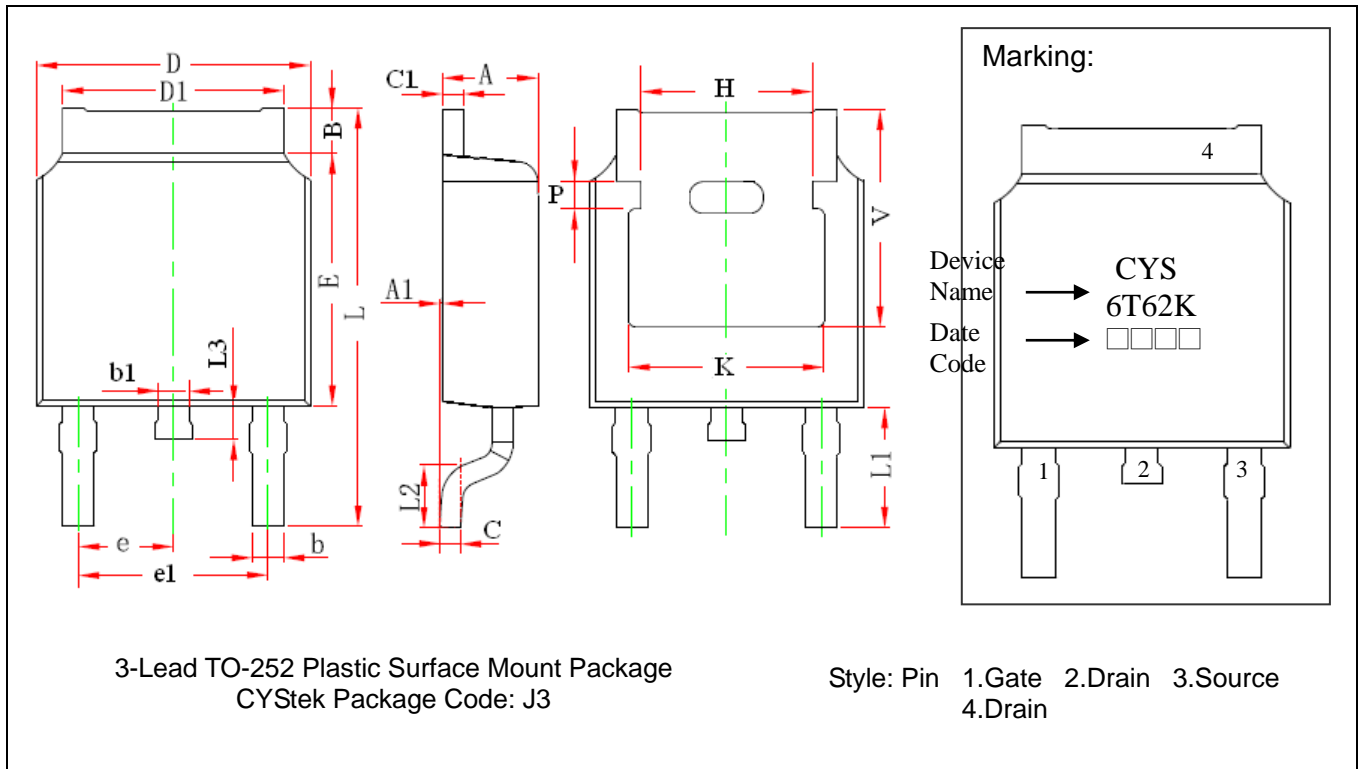 D
D1
B
E
L
L3
b1
e
e1
b
C1
A
A1
L2
C
H
P
V
K
L1
Marking:
4
Device
Name
CYS
6T62K
Date
Code
□□□□
1
2
3
3-Lead TO-252 Plastic Surface Mount Package
CYStek Package Code: J3
Style: Pin 1.Gate 2.Drain 3.Source
4.Drain